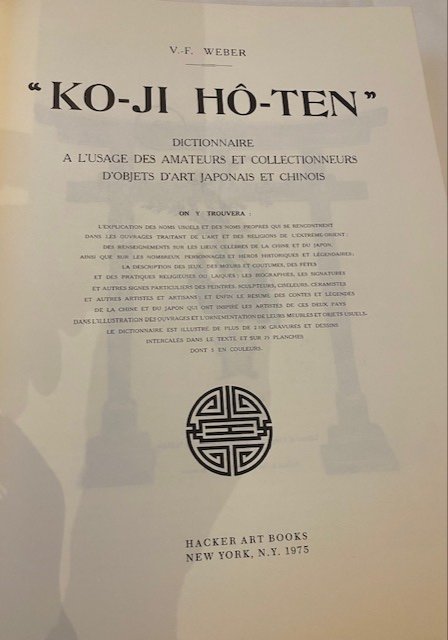 V.-F. WEBER
"KO-JI HÔ-TEN"
DICTIONNAIRE
A L'USAGE DES AMATEURS ET COLLECTIONNEURS
D'OBJETS D'ART JAPONAIS ET CHINOIS
ON Y TROUVERA :
L'EXPLICATION DES NOMS USUELS ET DES NOMS PROPRES QUI SE RENCONTRENT
DANS LES OUVRAGES TRAITANT DE L'ART ET DES RELIGIONS DE L'EXTRÊME-ORIENT ;
DES RENSEIGNEMENTS SUR LES LIEUX CÉLÈBRES DE LA CHINE ET DU JAPON,
AINSI QUE SUR LES NOMBREUX PERSONNAGES ET HÉROS HISTORIQUES ET LÉGENDAIRES ;
LA DESCRIPTION DES JEUX, DES MŒURS ET COUTUMES, DES FÊTES
ET DES PRATIQUES RELIGIEUSES OU LAIQUES ; LES BIOGRAPHIES, LES SIGNATURES
ET AUTRES SIGNES PARTICULIERS DES PEINTRES, SCULPTEURS, CISELEURS, CÉRAMISTES
ET AUTRES ARTISTES ET ARTISANS ; ET ENFIN LE RÉSUMÉ DES CONTES ET LÉGENDES
DE LA CHINE ET DU JAPON QUI ONT INSPIRÉ LES ARTISTES DE CES DEUX PAYS
DANS L'ILLUSTRATION DES OUVRAGES ET L'ORNEMENTATION DE LEURS MEUBLES ET OBJETS USUELS.
LE DICTIONNAIRE EST ILLUSTRÉ DE PLUS DE 2100 GRAVURES ET DESSINS
INTERCALÉS DANS LE TEXTE ET SUR 75 PLANCHES
DONT 5 EN COULEURS.
HACKER ART BOOKS
NEW YORK, N.Y. 1975